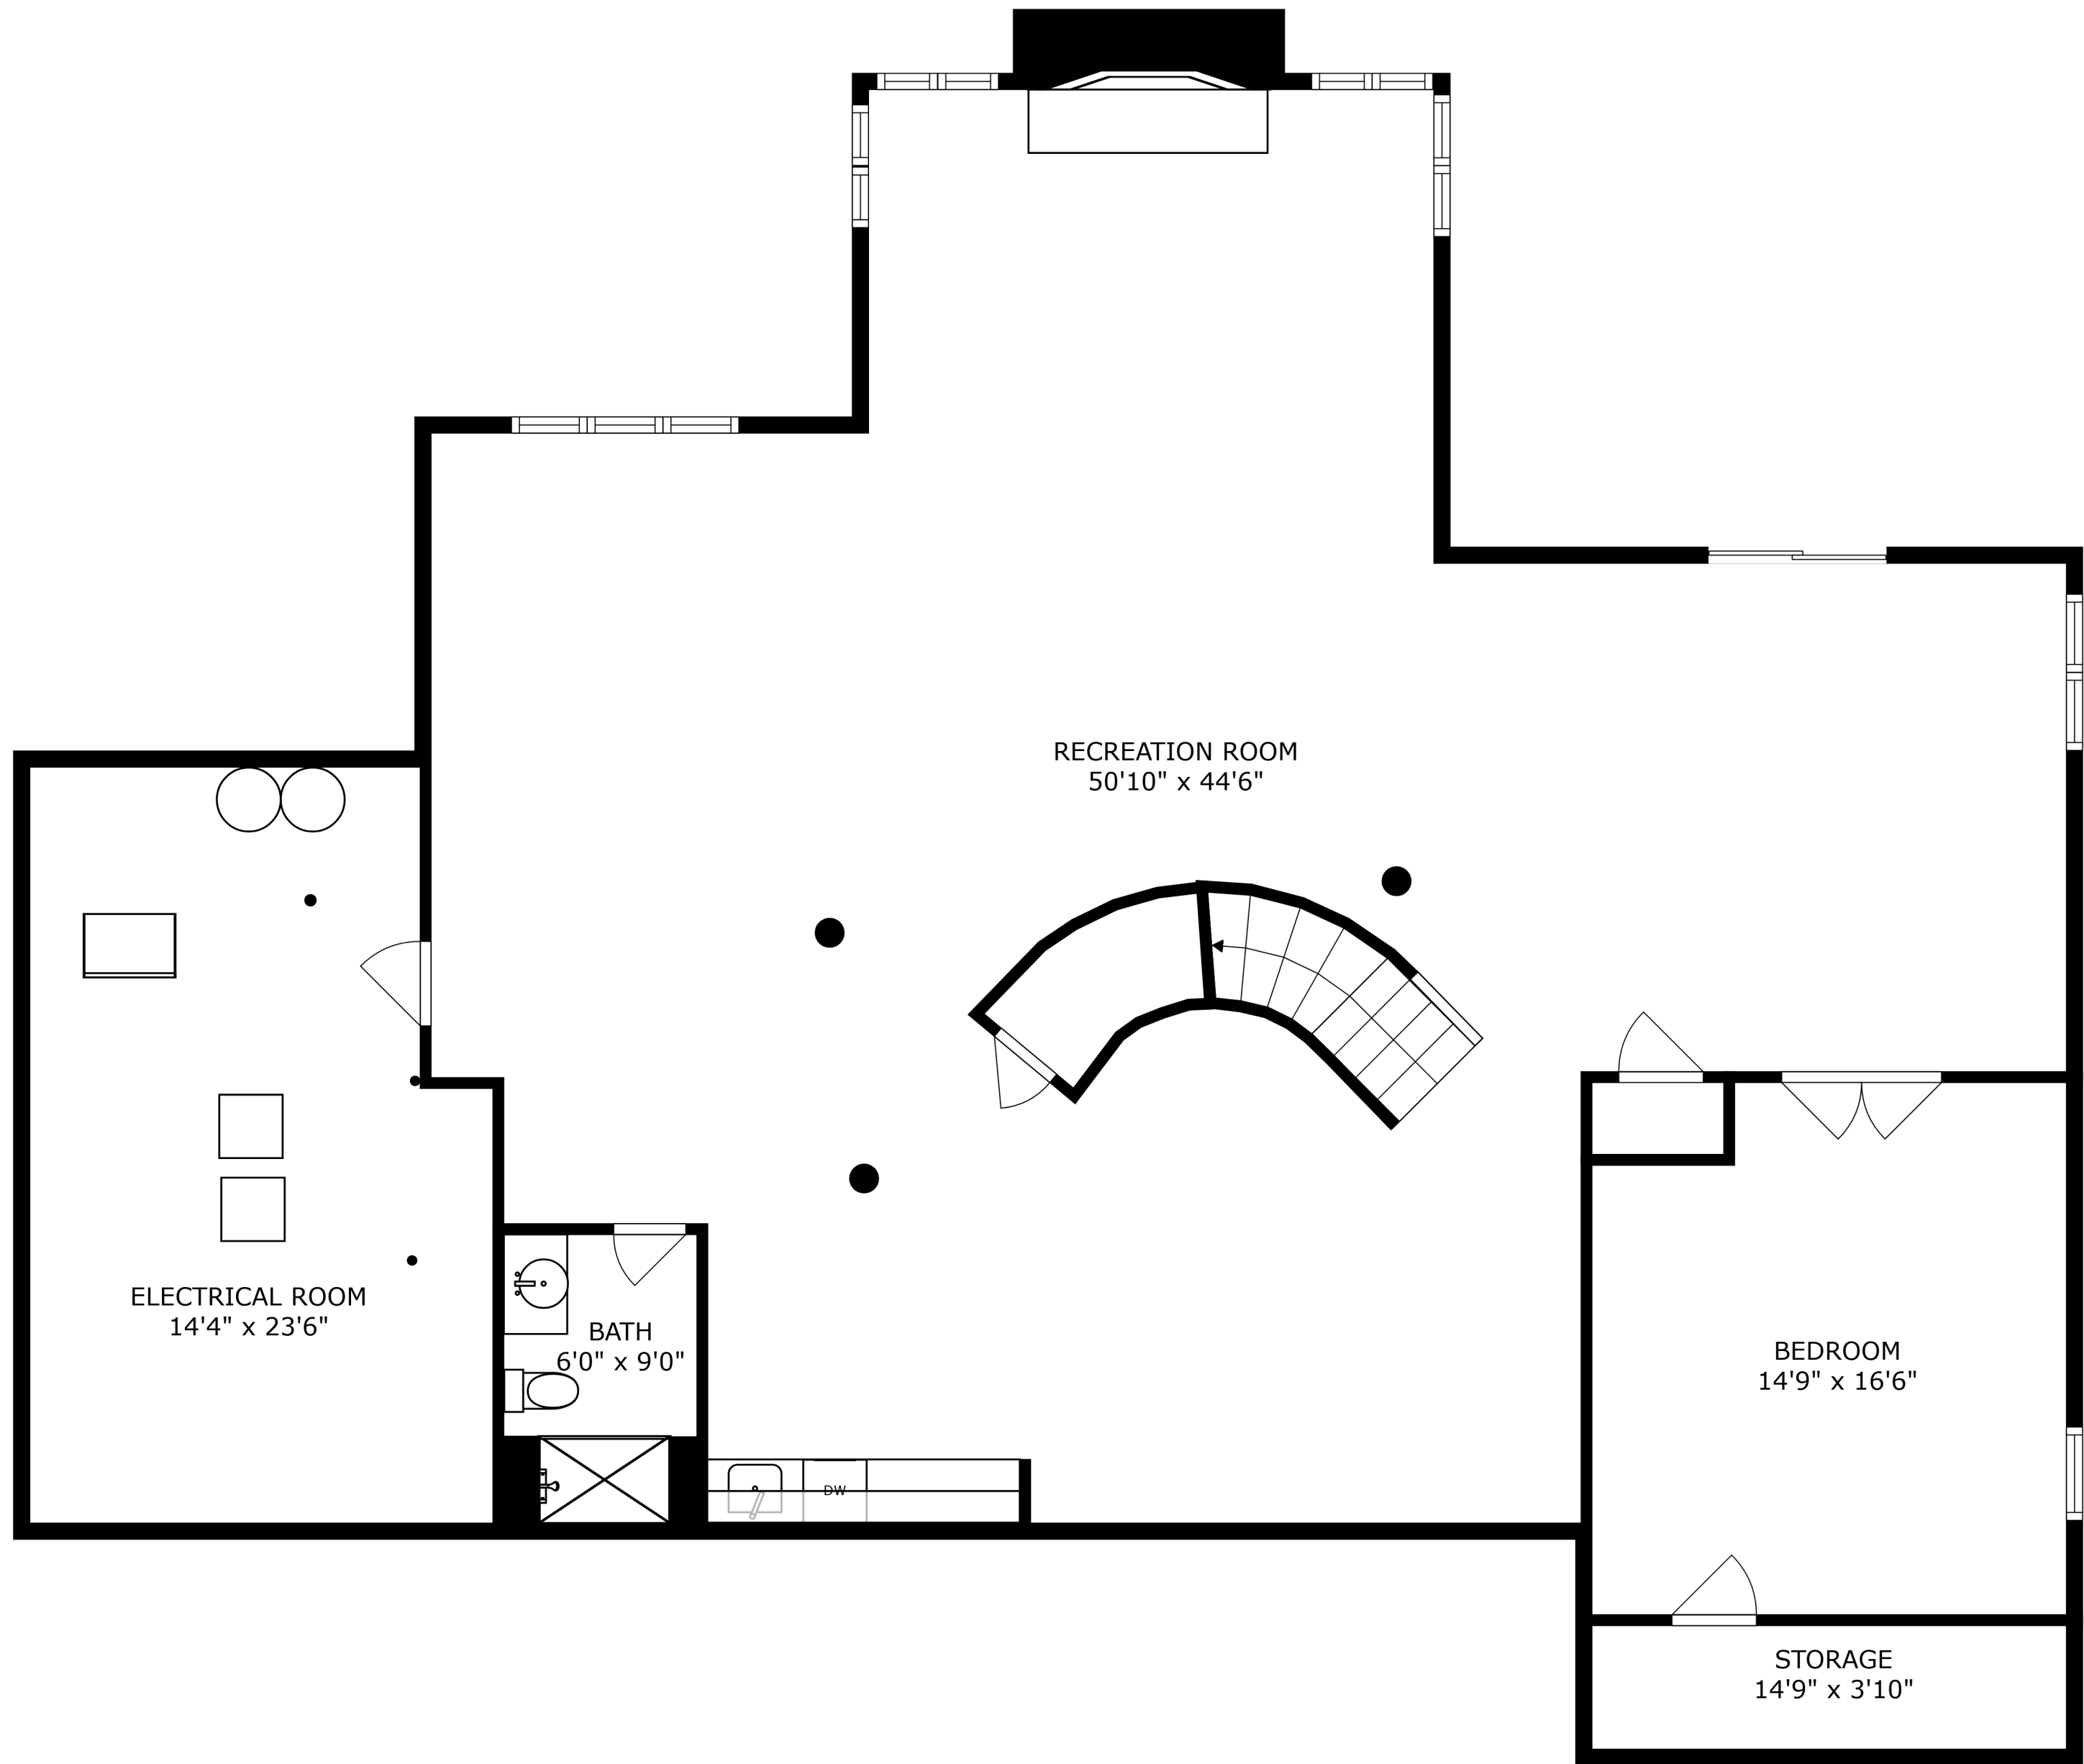 RECREATION ROOM
50'10" x 44'6"
ELECTRICAL ROOM
14'4" x 23'6"
BATH
6'0" x 9'0"
BEDROOM
14'9" x 16'6"
DW
STORAGE
14'9" x 3'10"